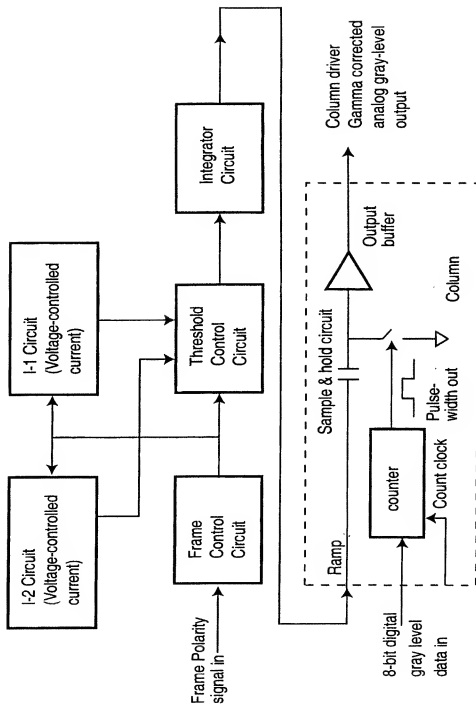 I-2 Circuit
(Voltage-controlled
current)
I-1 Circuit
(Voltage-controlled
current)
Frame Polarity
signal in
Frame
Control
Circuit
Threshold
Control
Circuit
Integrator
Circuit
Ramp
Sample & hold circuit
Output
buffer
Column driver
Gamma corrected
analog gray-level
output
8-bit digital
gray level
data in
counter
Count clock
Pulse-
width out
Column